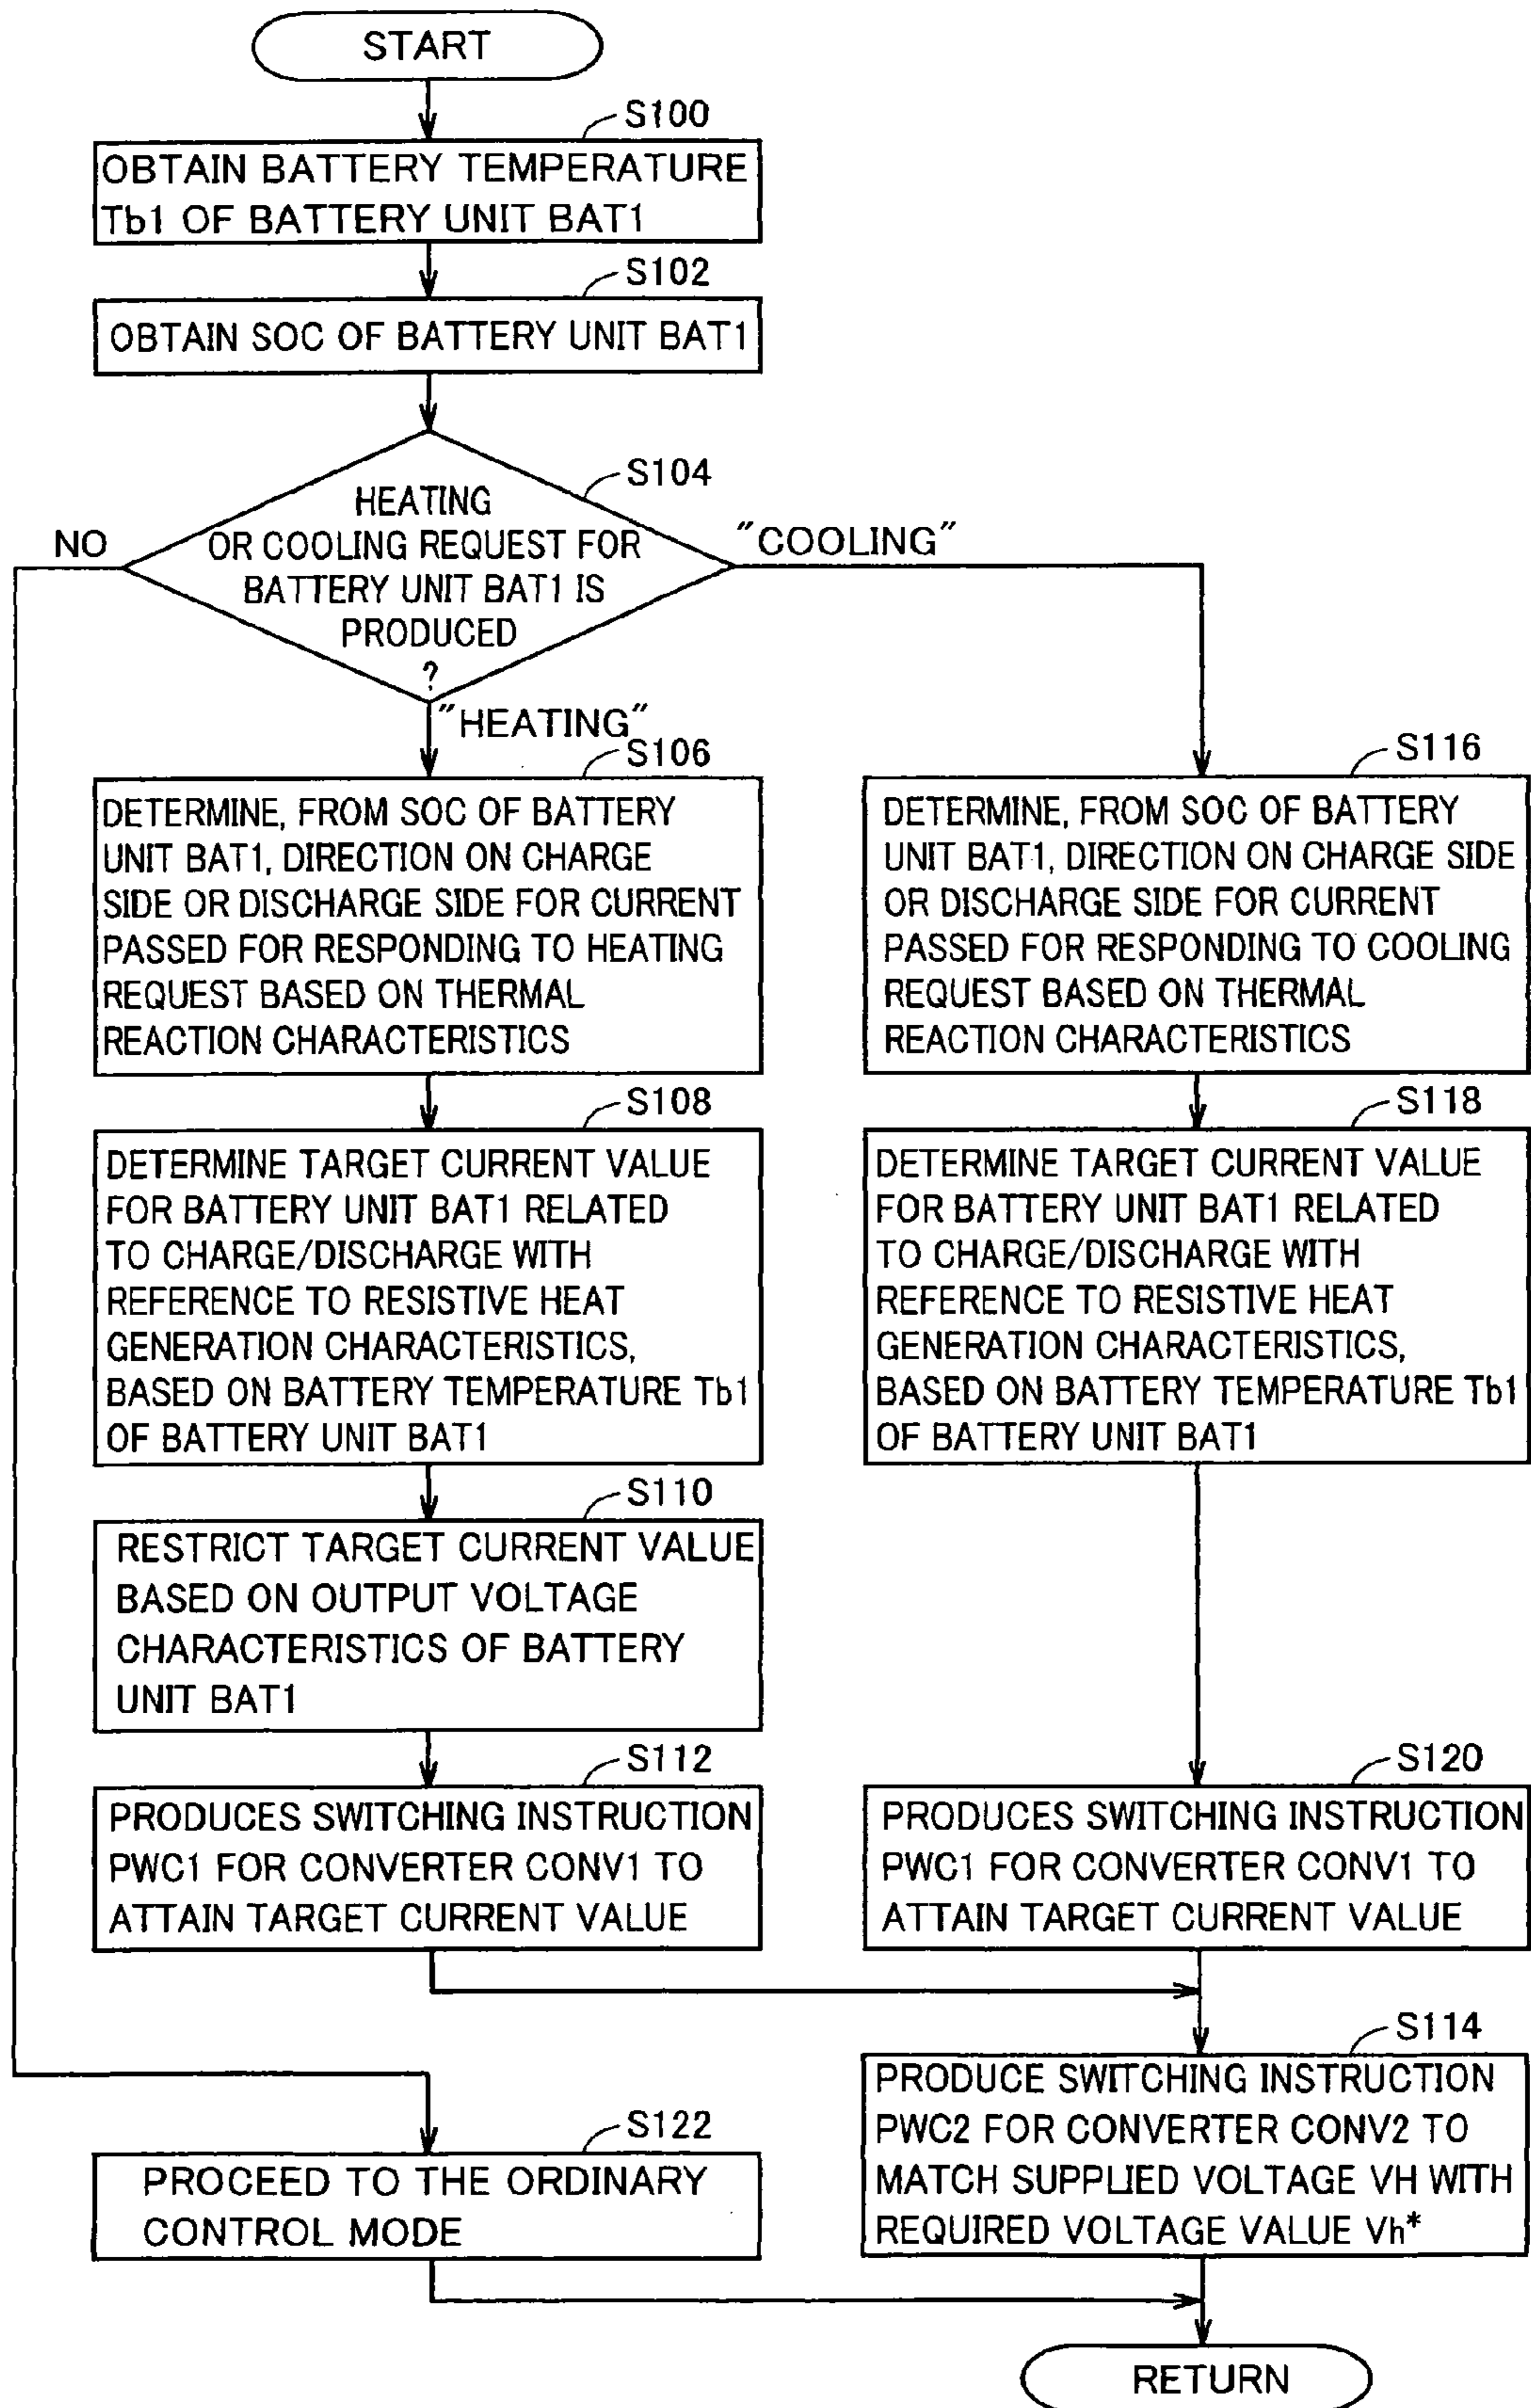 START
S100
OBTAIN BATTERY TEMPERATURE
Tb1 OF BATTERY UNIT BAT1
S102
OBTAIN SOC OF BATTERY UNIT BAT1
S104
HEATING
OR COOLING REQUEST FOR
BATTERY UNIT BAT1 IS
PRODUCED
?
NO
"COOLING"
"HEATING"
S106
DETERMINE, FROM SOC OF BATTERY
UNIT BAT1, DIRECTION ON CHARGE
SIDE OR DISCHARGE SIDE FOR CURRENT
PASSED FOR RESPONDING TO HEATING
REQUEST BASED ON THERMAL
REACTION CHARACTERISTICS
S116
DETERMINE, FROM SOC OF BATTERY
UNIT BAT1, DIRECTION ON CHARGE SIDE
OR DISCHARGE SIDE FOR CURRENT
PASSED FOR RESPONDING TO COOLING
REQUEST BASED ON THERMAL
REACTION CHARACTERISTICS
S108
DETERMINE TARGET CURRENT VALUE
FOR BATTERY UNIT BAT1 RELATED
TO CHARGE/DISCHARGE WITH
REFERENCE TO RESISTIVE HEAT
GENERATION CHARACTERISTICS,
BASED ON BATTERY TEMPERATURE Tb1
OF BATTERY UNIT BAT1
S118
DETERMINE TARGET CURRENT VALUE
FOR BATTERY UNIT BAT1 RELATED
TO CHARGE/DISCHARGE WITH
REFERENCE TO RESISTIVE HEAT
GENERATION CHARACTERISTICS,
BASED ON BATTERY TEMPERATURE Tb1
OF BATTERY UNIT BAT1
S110
RESTRICT TARGET CURRENT VALUE
BASED ON OUTPUT VOLTAGE
CHARACTERISTICS OF BATTERY
UNIT BAT1
S112
PRODUCES SWITCHING INSTRUCTION
PWC1 FOR CONVERTER CONV1 TO
ATTAIN TARGET CURRENT VALUE
S120
PRODUCES SWITCHING INSTRUCTION
PWC1 FOR CONVERTER CONV1 TO
ATTAIN TARGET CURRENT VALUE
S114
PRODUCE SWITCHING INSTRUCTION
PWC2 FOR CONVERTER CONV2 TO
MATCH SUPPLIED VOLTAGE VH WITH
REQUIRED VOLTAGE VALUE Vh*
S122
PROCEED TO THE ORDINARY
CONTROL MODE
RETURN